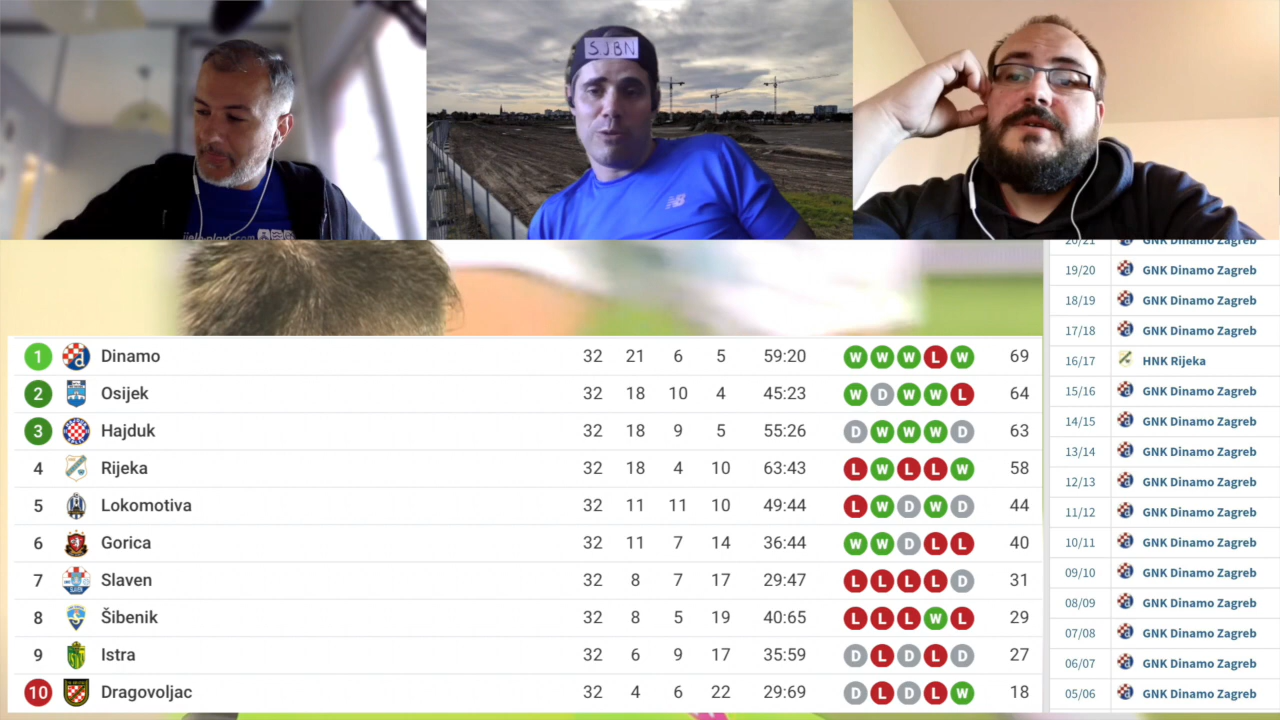 SJBN
20/21 GNK Dinamo Zagreb
19/20 GNK Dinamo Zagreb
18/19 GNK Dinamo Zagreb
17/18 GNK Dinamo Zagreb
16/17 HNK Rijeka
15/16 GNK Dinamo Zagreb
14/15 GNK Dinamo Zagreb
13/14 GNK Dinamo Zagreb
12/13 GNK Dinamo Zagreb
11/12 GNK Dinamo Zagreb
10/11 GNK Dinamo Zagreb
09/10 GNK Dinamo Zagreb
08/09 GNK Dinamo Zagreb
07/08 GNK Dinamo Zagreb
06/07 GNK Dinamo Zagreb
05/06 GNK Dinamo Zagreb
1 Dinamo 32 21 6 5 59:20 W W W L W 69
2 Osijek 32 18 10 4 45:23 W D W W L 64
3 Hajduk 32 18 9 5 55:26 D W W W D 63
4 Rijeka 32 18 4 10 63:43 L W L L W 58
5 Lokomotiva 32 11 11 10 49:44 L W D W D 44
6 Gorica 32 11 7 14 36:44 W W D L L 40
7 Slaven 32 8 7 17 29:47 L L L L D 31
8 Šibenik 32 8 5 19 40:65 L L L W L 29
9 Istra 32 6 9 17 35:59 D L D L D 27
10 Dragovoljac 32 4 6 22 29:69 D L D L W 18